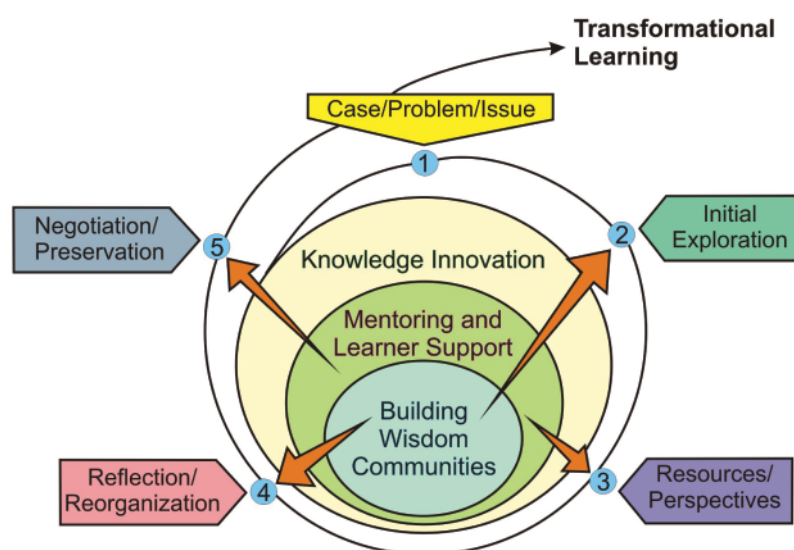 Transformational
Learning
Case/Problem/Issue
1
Negotiation/
Preservation
5
2
Initial
Exploration
Knowledge Innovation
Mentoring and
Learner Support
Building
Wisdom
Communities
Reflection/
Reorganization
4
3
Resources/
Perspectives